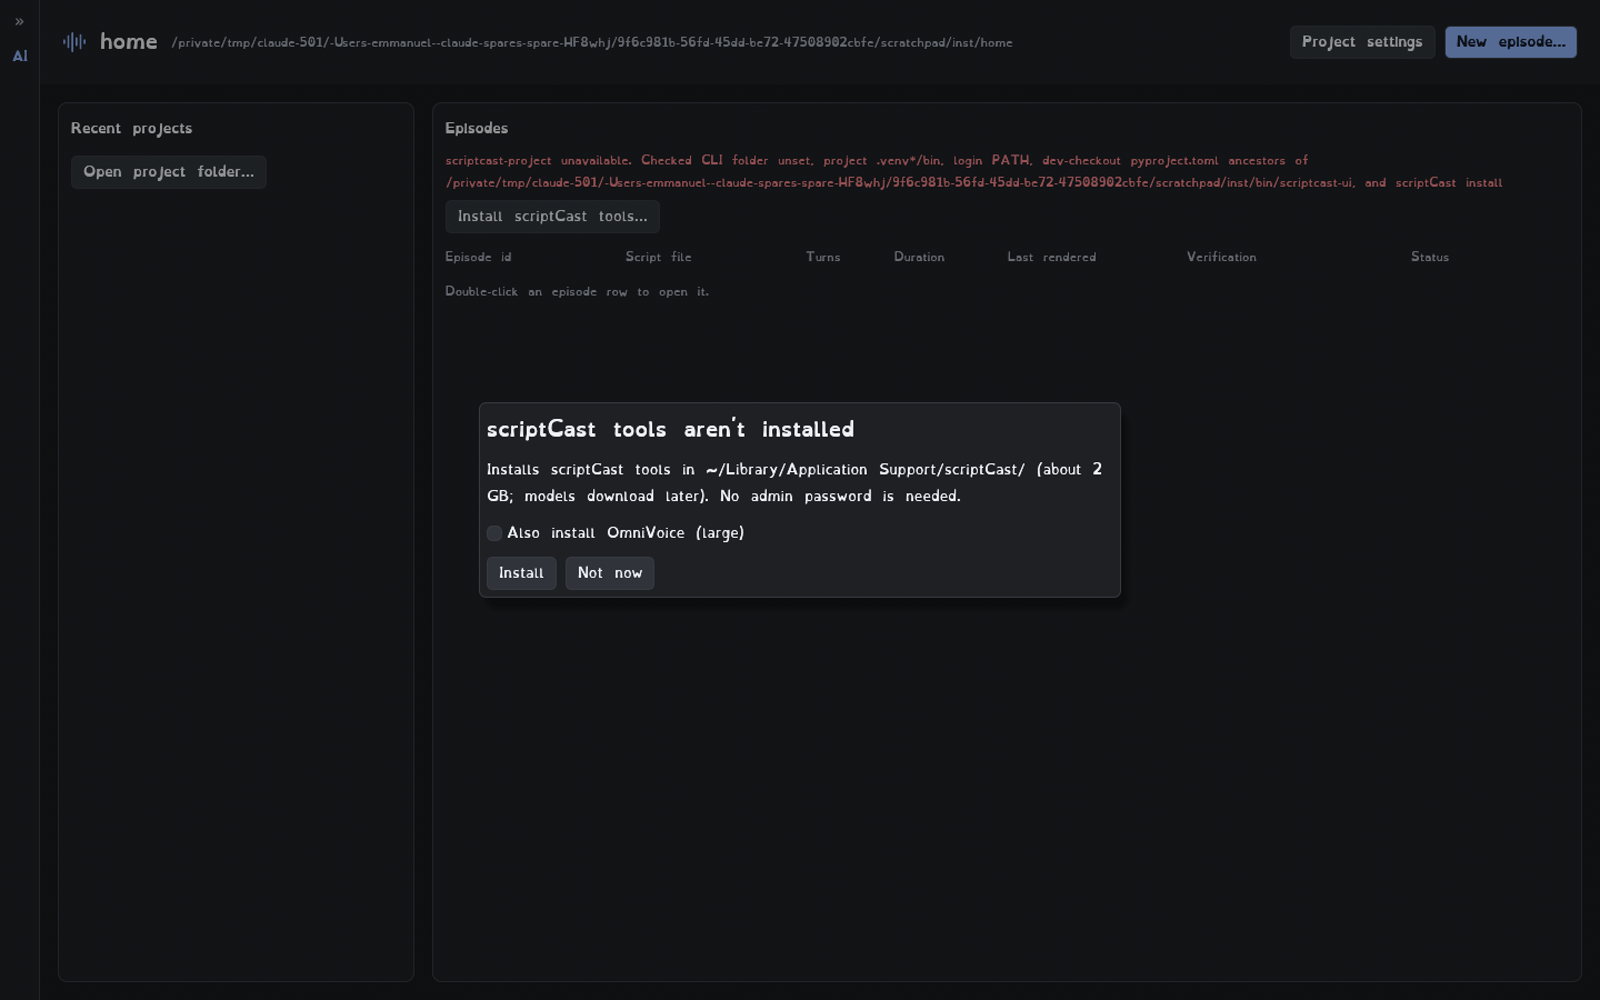 »
AI
home /private/tmp/claude-501/-Users-emmanuel--claude-spares-spare-HF8whj/9f6c981b-56fd-45dd-be72-47508902cbfe/scratchpad/inst/home
Project settings
New episode...
Recent projects
Open project folder...
Episodes
scriptcast-project unavailable. Checked CLI folder unset, project .venv*/bin, login PATH, dev-checkout pyproject.toml ancestors of
/private/tmp/claude-501/-Users-emmanuel--claude-spares-spare-HF8whj/9f6c981b-56fd-45dd-be72-47508902cbfe/scratchpad/inst/bin/scriptcast-ui, and scriptCast install
Install scriptCast tools...
Episode id Script file Turns Duration Last rendered Verification Status
Double-click an episode row to open it.
scriptCast tools aren't installed
Installs scriptCast tools in ~/Library/Application Support/scriptCast/ (about 2
GB; models download later). No admin password is needed.
Also install OmniVoice (large)
Install
Not now